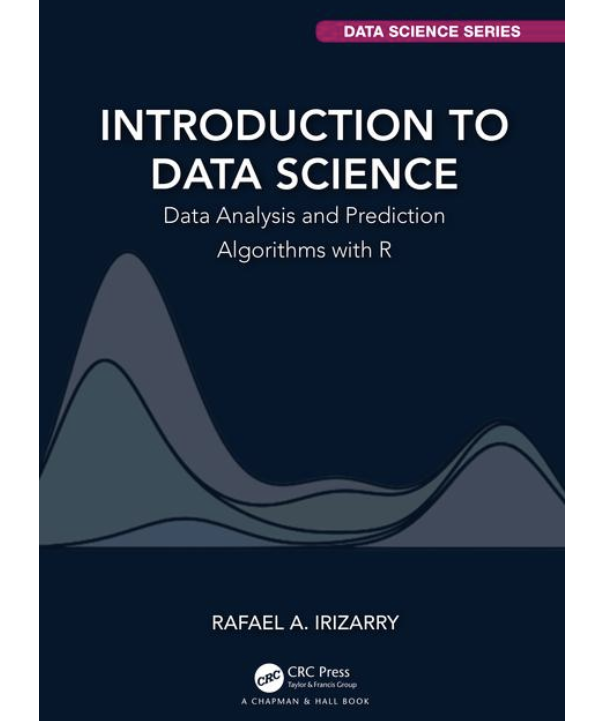 DATA SCIENCE SERIES
INTRODUCTION TO
DATA SCIENCE
Data Analysis and Prediction
Algorithms with R
RAFAEL A. IRIZARRY
CRC
CRC Press
Taylor & Francis Group
A CHAPMAN & HALL BOOK